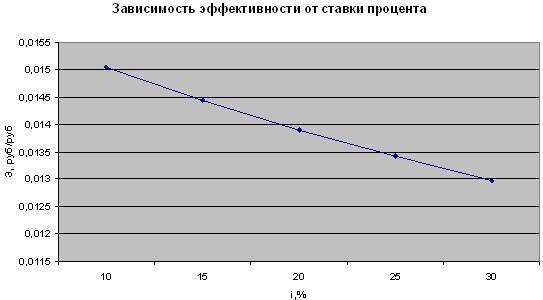 Зависимость эффективности от ставки процента
0,0155
0,015
0,0145
0,014
0,0135
0,013
0,0125
0,012
0,0115
Э, руб/руб
10 15 20 25 30
i,%